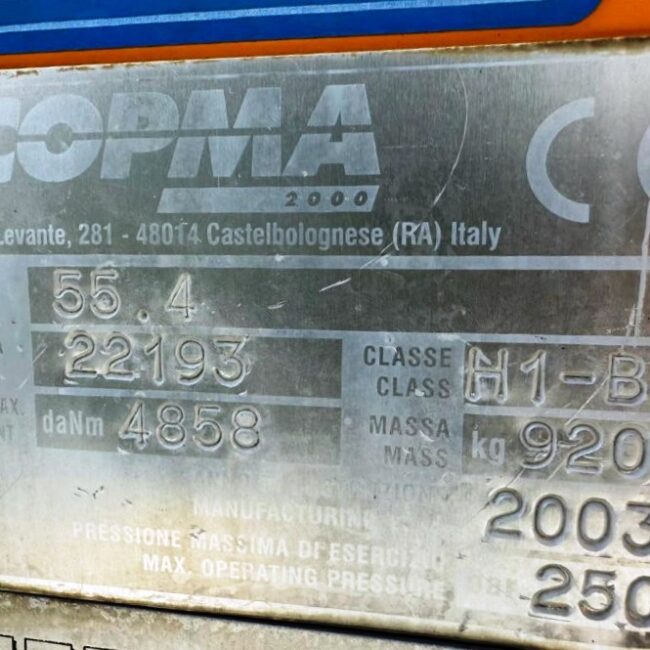 COPMA
2000
Levante, 281 - 48014 Castelbolognese (RA) Italy
55.4
22193
CLASSE
CLASS
H1-B
daNm 4858
MASSA
MASS
kg 920
MANUFACTURING
2003
PRESSIONE MASSIMA DI ESERCIZIO
MAX. OPERATING PRESSURE
250